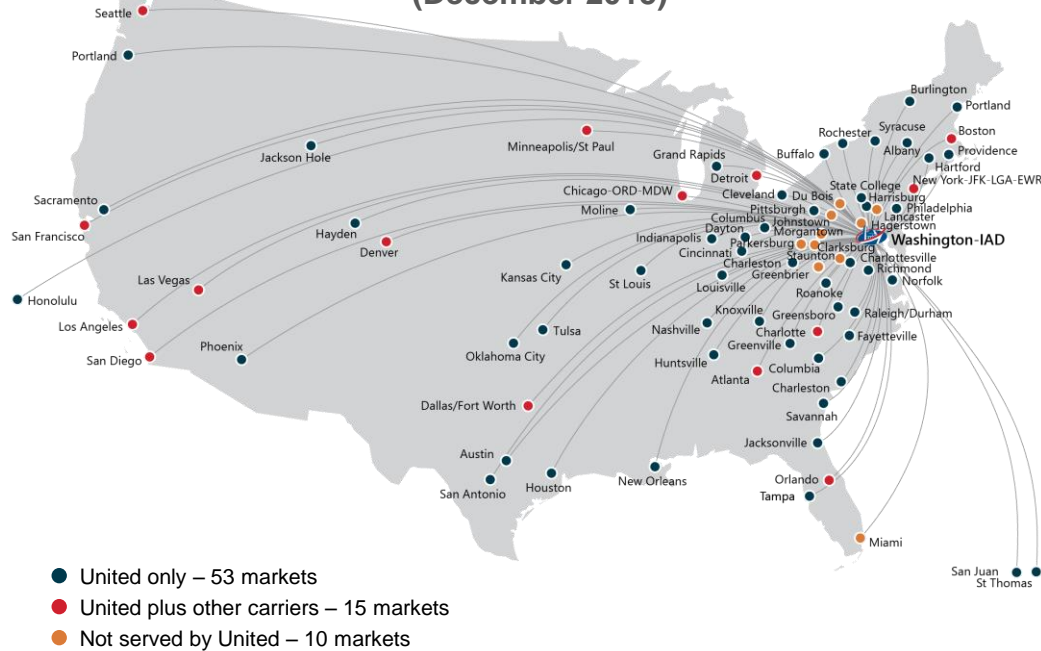 (December 2018)
Seattle
Portland
Burlington
Portland
Jackson Hole
Minneapolis/St Paul
Rochester
Syracuse
Boston
Grand Rapids
Buffalo
Albany
Providence
Hartford
Detroit
New York-JFK-LGA-EWR
Chicago-ORD-MDW
Cleveland
Du Bois
State College
Harrisburg
Sacramento
Moline
Pittsburgh
Philadelphia
Lancaster
San Francisco
Hayden
Columbus
Johnstown
Hagerstown
Dayton
Morgantown
Indianapolis
Parkersburg
Washington-IAD
Denver
Cincinnati
Clarksburg
Staunton
Charlottesville
Charleston
Richmond
Kansas City
St Louis
Greenbrier
Norfolk
Las Vegas
Louisville
Roanoke
Honolulu
Knoxville
Greensboro
Raleigh/Durham
Los Angeles
Tulsa
Nashville
Charlotte
Fayetteville
Phoenix
Oklahoma City
Greenville
San Diego
Huntsville
Columbia
Atlanta
Charleston
Dallas/Fort Worth
Savannah
Jacksonville
Austin
San Antonio
Houston
New Orleans
Orlando
Tampa
Miami
San Juan
St Thomas
United only – 53 markets
United plus other carriers – 15 markets
Not served by United – 10 markets